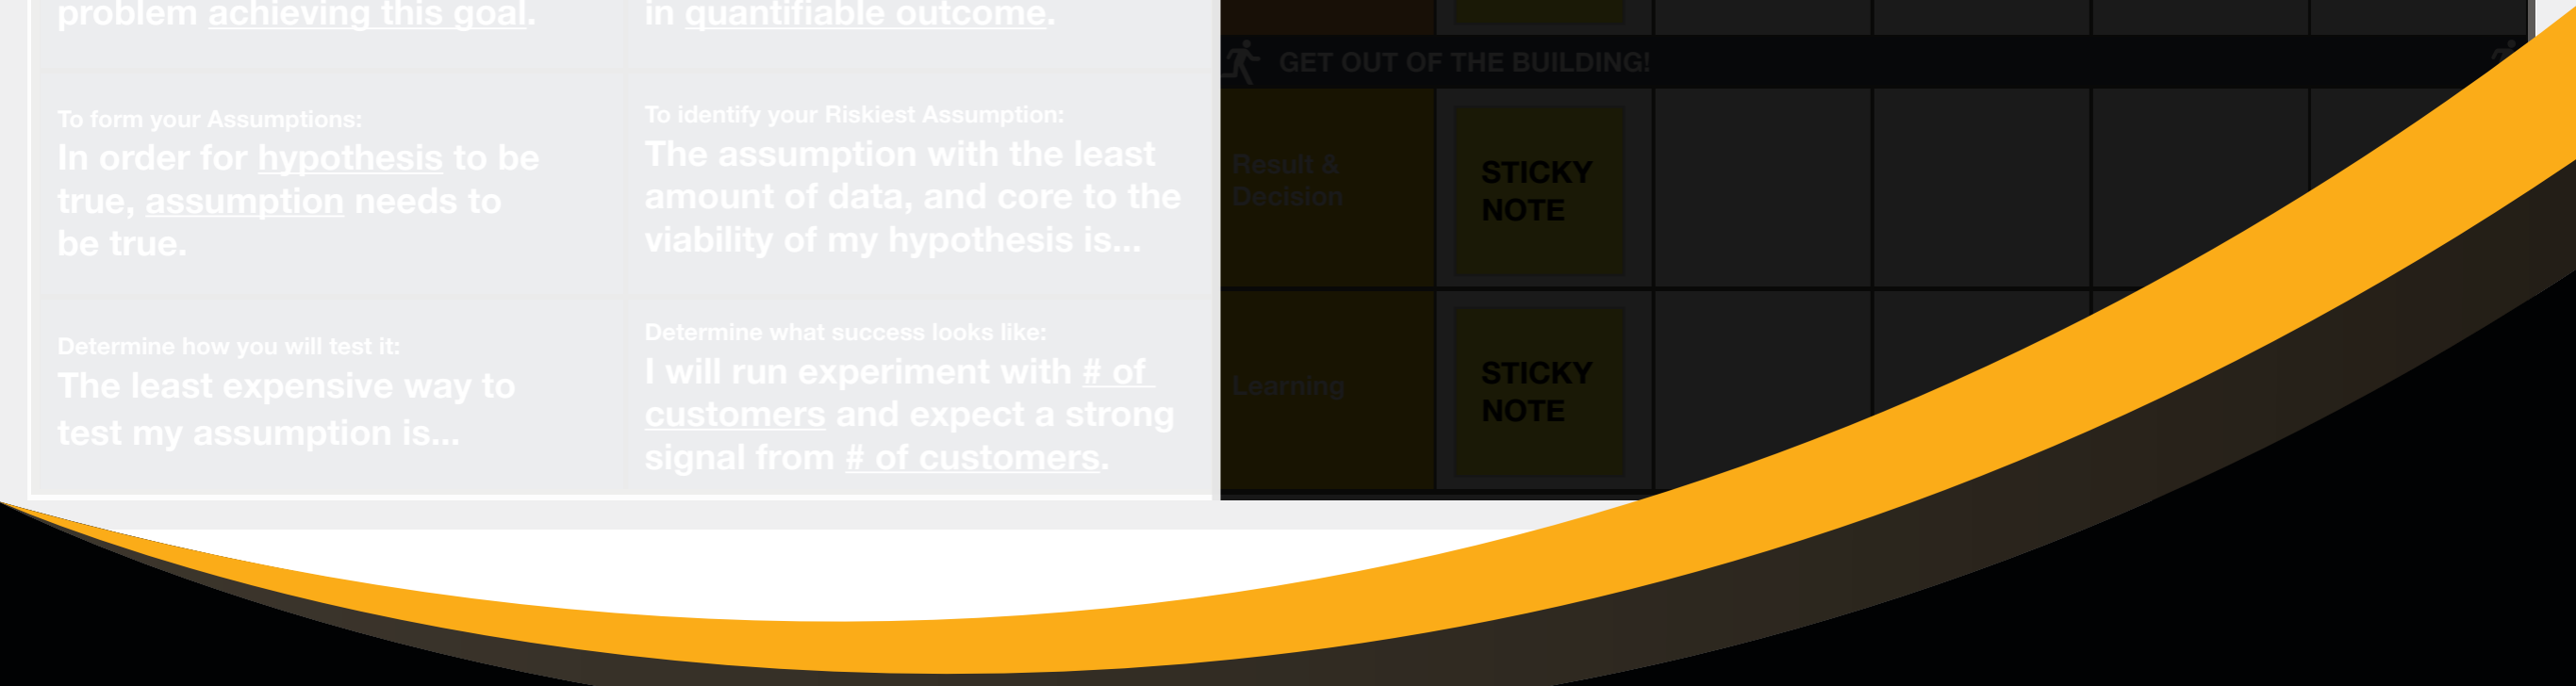 problem achieving this goal.
in quantifiable outcome.
To form your Assumptions:
In order for hypothesis to be
true, assumption needs to
be true.
To identify your Riskiest Assumption:
The assumption with the least
amount of data, and core to the
viability of my hypothesis is...
Determine how you will test it:
The least expensive way to
test my assumption is...
Determine what success looks like:
I will run experiment with # of
customers and expect a strong
signal from # of customers.
GET OUT OF THE BUILDING!
Result &
Decision
STICKY
NOTE
Learning
STICKY
NOTE